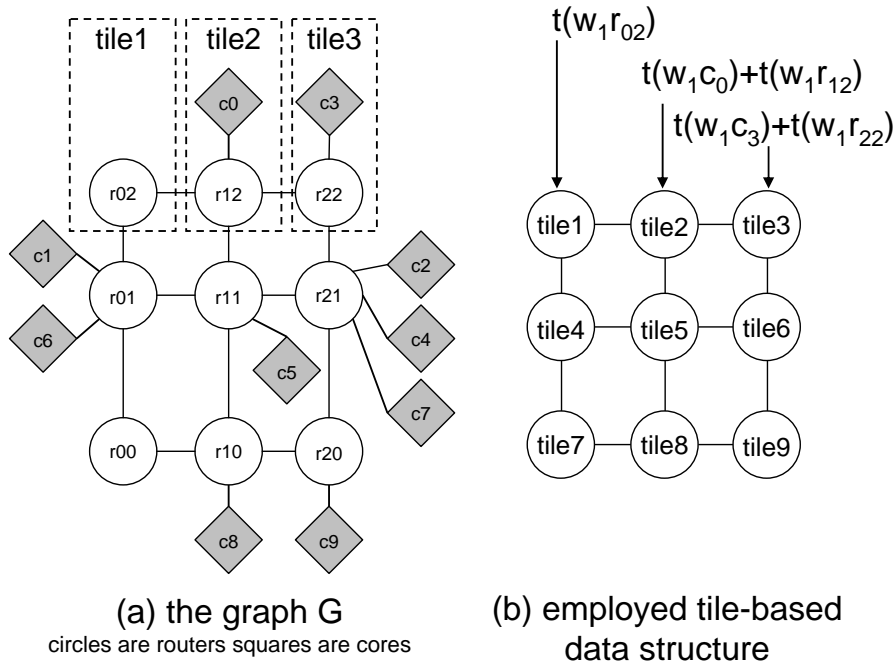 tile1 tile2 tile3
c0 c3
r02 r12 r22
c1 c2
r01 r11 r21
c6 c4
c5
c7
r00 r10 r20
c8 c9
(a) the graph G
circles are routers squares are cores
t(w₁r₀₂)
t(w₁c₀)+t(w₁r₁₂)
t(w₁c₃)+t(w₁r₂₂)
tile1 tile2 tile3
tile4 tile5 tile6
tile7 tile8 tile9
(b) employed tile-based
data structure